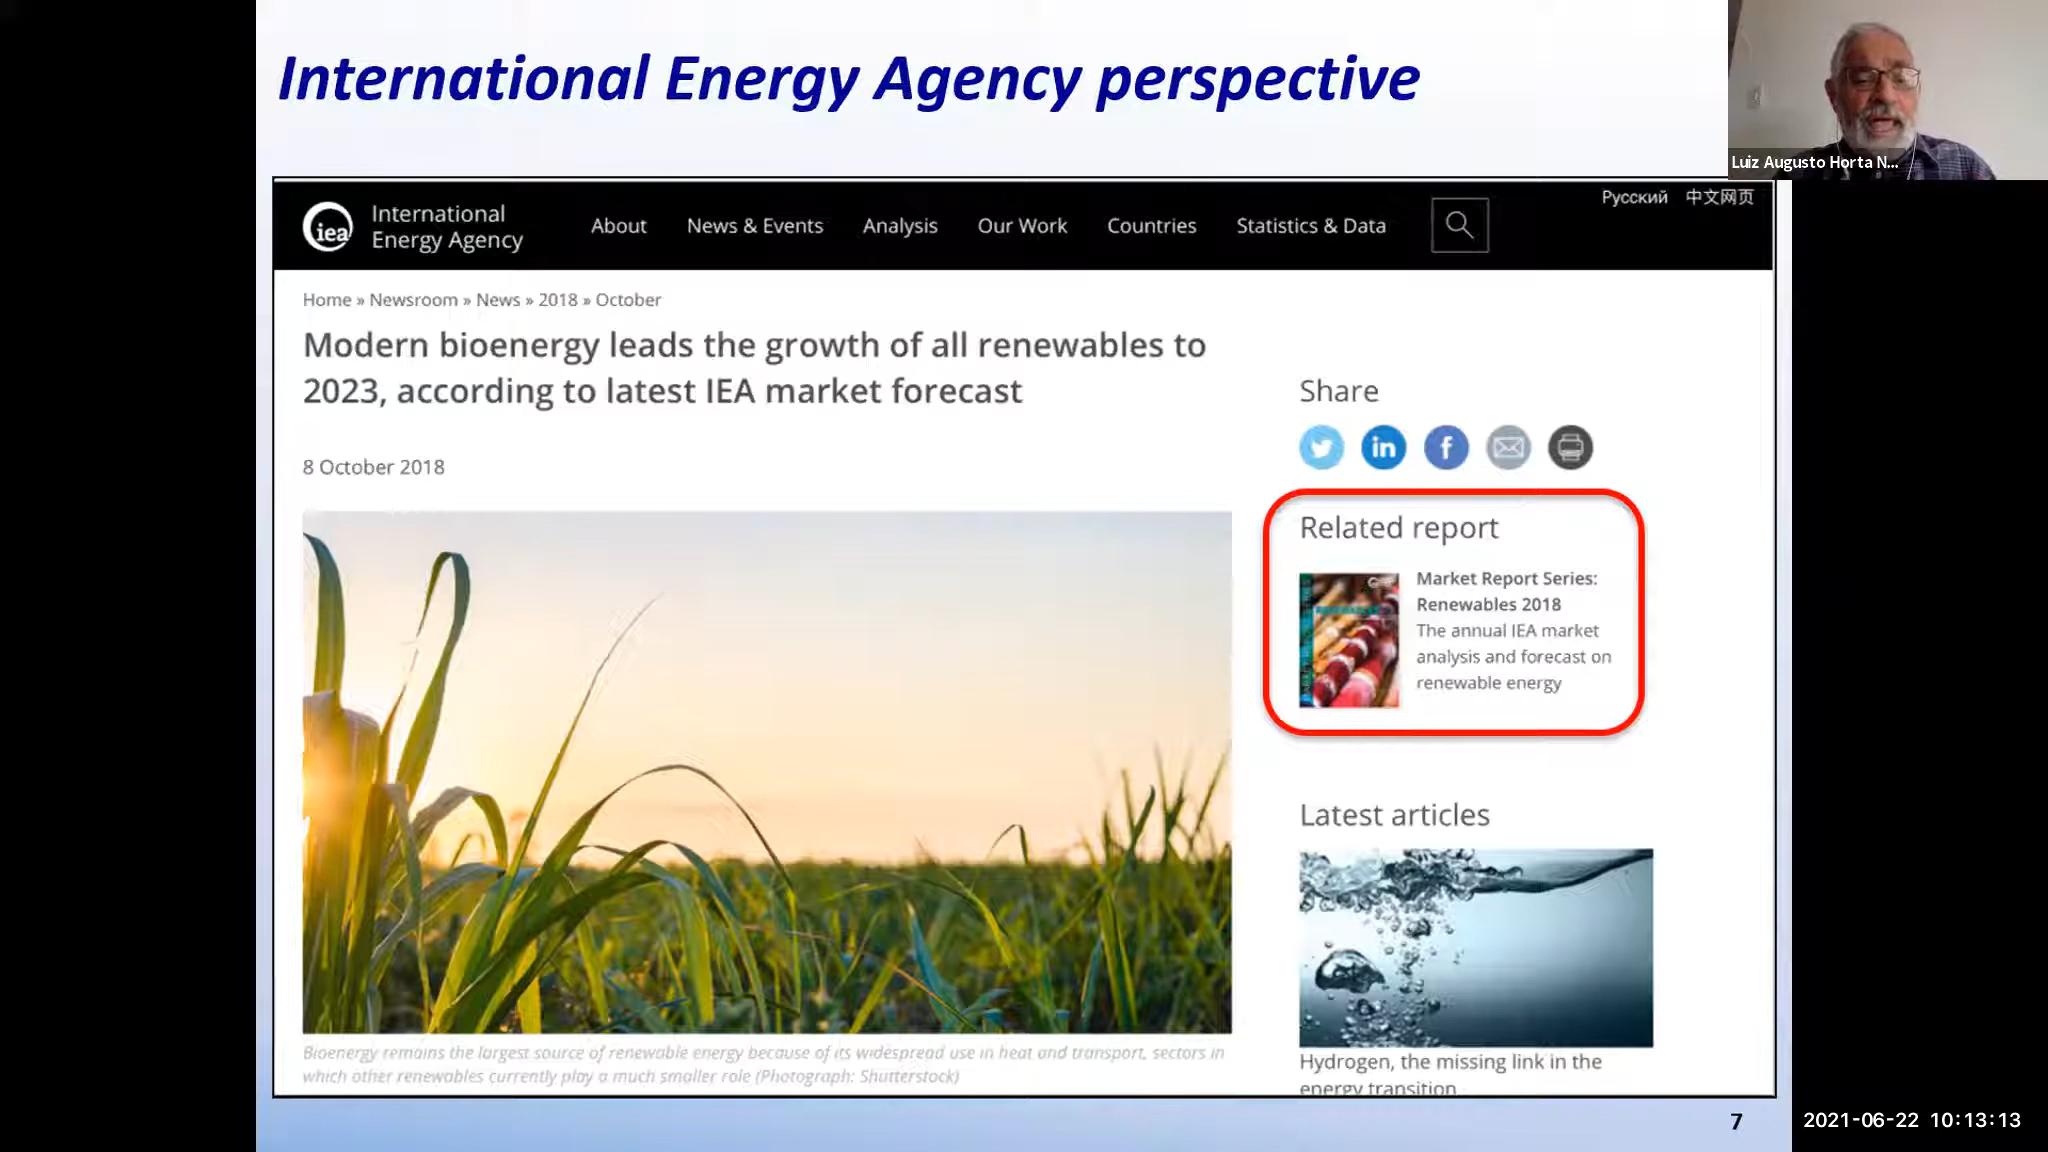 International Energy Agency perspective
Luiz Augusto Horta N...
iea
International
Energy Agency
About
News & Events
Analysis
Our Work
Countries
Statistics & Data
Русский
中文网页
Home » Newsroom » News » 2018 » October
Modern bioenergy leads the growth of all renewables to
2023, according to latest IEA market forecast
8 October 2018
Share
in
f
Related report
Market Report Series:
Renewables 2018
The annual IEA market
analysis and forecast on
renewable energy
Latest articles
Hydrogen, the missing link in the
energy transition
Bioenergy remains the largest source of renewable energy because of its widespread use in heat and transport, sectors in
which other renewables currently play a much smaller role (Photograph: Shutterstock)
7
2021-06-22 10:13:13